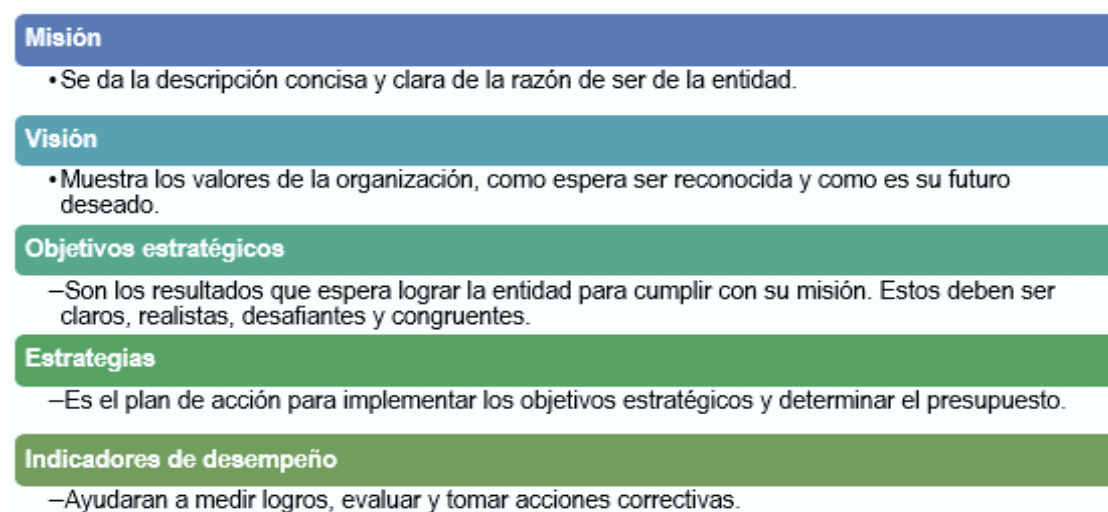 Misión
•Se da la descripción concisa y clara de la razón de ser de la entidad.
Visión
•Muestra los valores de la organización, como espera ser reconocida y como es su futuro
deseado.
Objetivos estratégicos
–Son los resultados que espera lograr la entidad para cumplir con su misión. Estos deben ser
claros, realistas, desafiantes y congruentes.
Estrategias
–Es el plan de acción para implementar los objetivos estratégicos y determinar el presupuesto.
Indicadores de desempeño
–Ayudaran a medir logros, evaluar y tomar acciones correctivas.